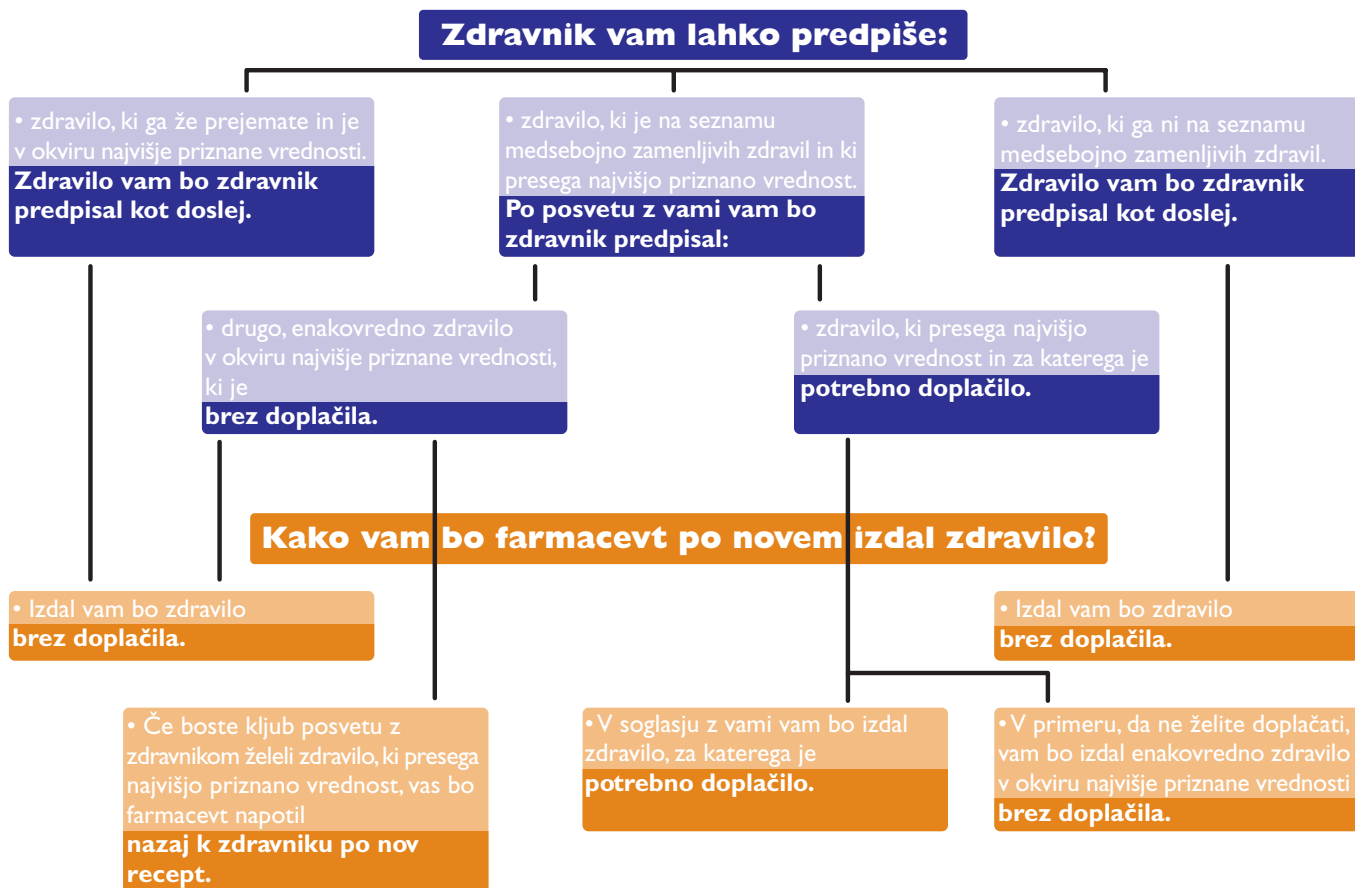 Zdravnik vam lahko predpiše:
• zdravilo, ki ga že prejemate in je
v okviru najvišje priznane vrednosti.
Zdravilo vam bo zdravnik
predpisal kot doslej.
• zdravilo, ki je na seznamu
medsebojno zamenljivih zdravil in ki
presega najvišjo priznano vrednost.
Po posvetu z vami vam bo
zdravnik predpisal:
• zdravilo, ki ga ni na seznamu
medsebojno zamenljivih zdravil.
Zdravilo vam bo zdravnik
predpisal kot doslej.
• drugo, enakovredno zdravilo
v okviru najvišje priznane vrednosti,
ki je
brez doplačila.
• zdravilo, ki presega najvišjo
priznano vrednost in za katerega je
potrebno doplačilo.
Kako vam bo farmacevt po novem izdal zdravilo?
• Izdal vam bo zdravilo
brez doplačila.
• Izdal vam bo zdravilo
brez doplačila.
• Če boste kljub posvetu z
zdravnikom želeli zdravilo, ki presega
najvišjo priznano vrednost, vas bo
farmacevt napotil
nazaj k zdravniku po nov
recept.
• V soglasju z vami vam bo izdal
zdravilo, za katerega je
potrebno doplačilo.
• V primeru, da ne želite doplačati,
vam bo izdal enakovredno zdravilo
v okviru najvišje priznane vrednosti
brez doplačila.